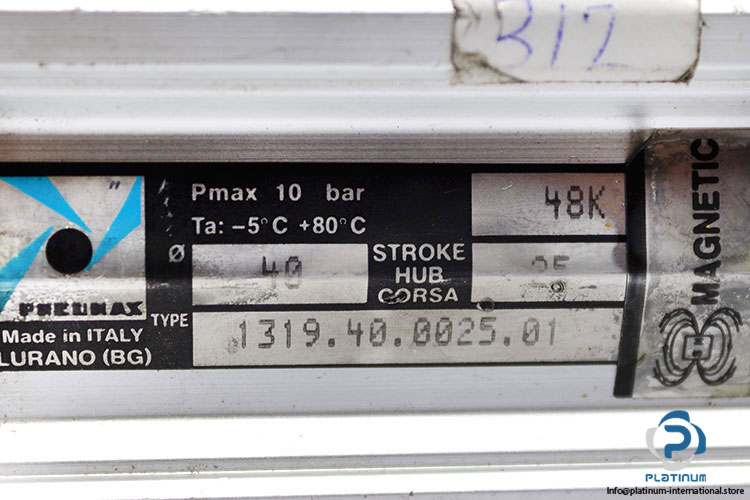 312
Pmax 10 bar
48K
Ta: –5°C +80°C
Ø 40
STROKE
HUB
CORSA
25
PNEUMAX
Made in ITALY
LURANO (BG)
TYPE
1319.40.0025.01
MAGNETIC
H
PLATINUM
Info@platinum-international.store